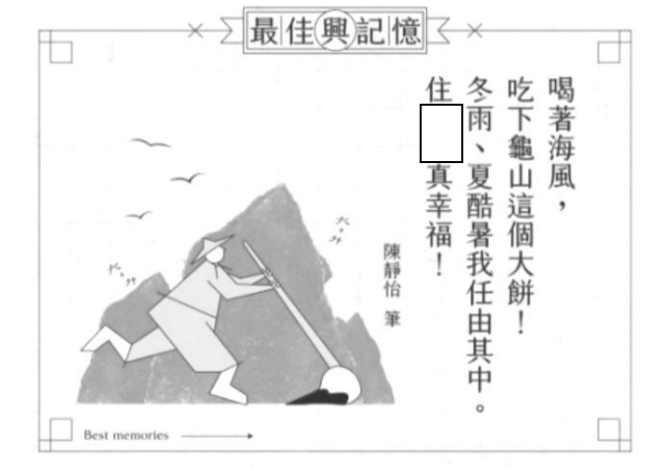 最佳興記憶
喝著海風，
吃下龜山這個大餅！
冬雨、夏酷暑我任由其中。
住真幸福！
陳靜怡 筆
Best memories